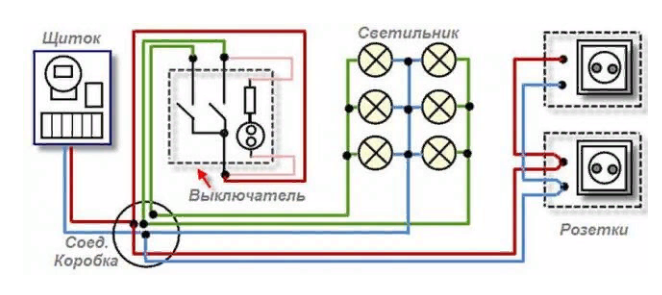 Щиток
Светильник
Выключатель
Соед.
Коробка
Розетки